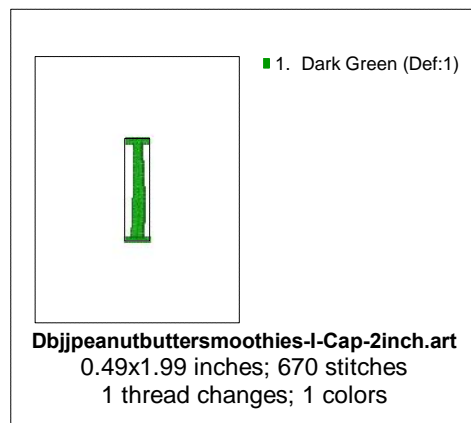 1. Dark Green (Def:1)
Dbjjpeanutbuttersmoothies-I-Cap-2inch.art
0.49x1.99 inches; 670 stitches
1 thread changes; 1 colors